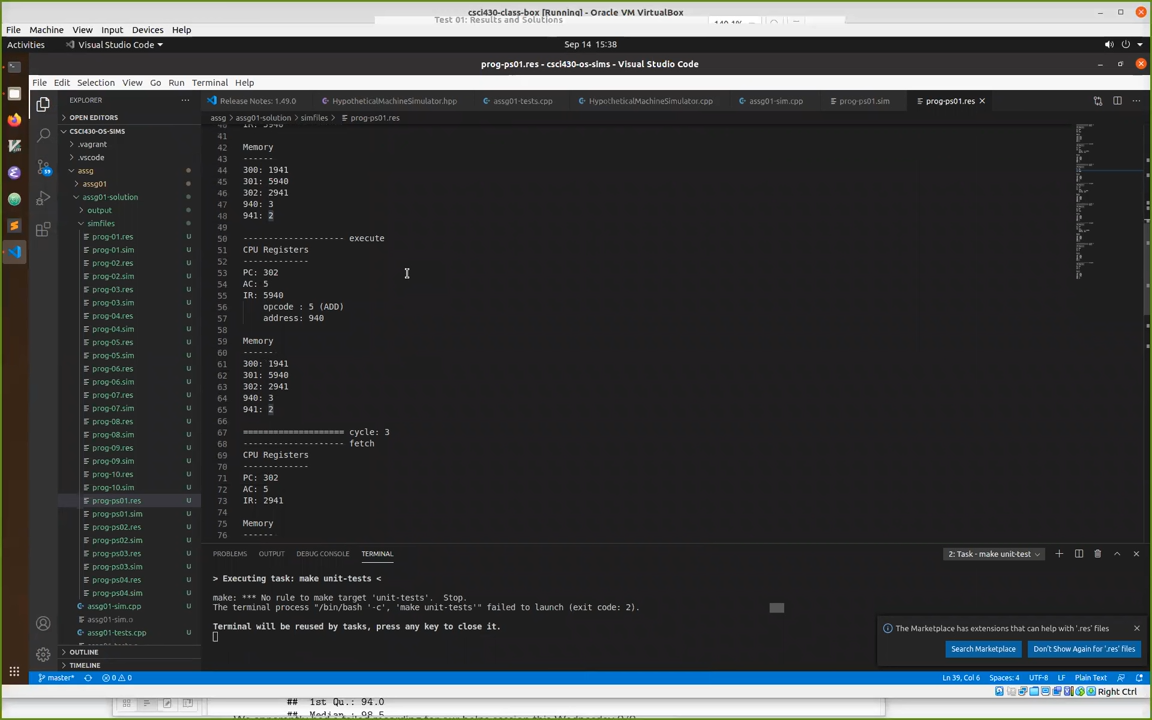 csci430-class-box [Running] - Oracle VM VirtualBox
Test 01: Results and Solutions
140.1%
File Machine View Input Devices Help
Activities Visual Studio Code Sep 14 15:38
prog-ps01.res - csci430-os-sims - Visual Studio Code
File Edit Selection View Go Run Terminal Help
EXPLORER ··· Release Notes: 1.49.0 HypotheticalMachineSimulator.hpp assg01-tests.cpp HypotheticalMachineSimulator.cpp assg01-sim.cpp prog-ps01.sim prog-ps01.res
OPEN EDITORS
assg > assg01-solution > simfiles > prog-ps01.res
CSCI430-OS-SIMS
.vagrant
.vscode
assg
assg01
assg01-solution
output
simfiles
prog-01.res U
prog-01.sim U
prog-02.res U
prog-02.sim U
prog-03.res U
prog-03.sim U
prog-04.res U
prog-04.sim U
prog-05.res U
prog-05.sim U
prog-06.res U
prog-06.sim U
prog-07.res U
prog-07.sim U
prog-08.res U
prog-08.sim U
prog-09.res U
prog-09.sim U
prog-10.res U
prog-10.sim U
prog-ps01.res U
prog-ps01.sim U
prog-ps02.res U
prog-ps02.sim U
prog-ps03.res U
prog-ps03.sim U
prog-ps04.res U
prog-ps04.sim U
assg01-sim.cpp U
assg01-sim.o
assg01-tests.cpp U
OUTLINE
TIMELINE
39
40 IR: 5940
41
42 Memory
43 ------
44 300: 1941
45 301: 5940
46 302: 2941
47 940: 3
48 941: 2
49
50 -------------------- execute
51 CPU Registers
52 -------------
53 PC: 302
54 AC: 5
55 IR: 5940
56 opcode : 5 (ADD)
57 address: 940
58
59 Memory
60 ------
61 300: 1941
62 301: 5940
63 302: 2941
64 940: 3
65 941: 2
66
67 ==================== cycle: 3
68 -------------------- fetch
69 CPU Registers
70 -------------
71 PC: 302
72 AC: 5
73 IR: 2941
74
75 Memory
76 ------
PROBLEMS OUTPUT DEBUG CONSOLE TERMINAL 2: Task - make unit-test
> Executing task: make unit-tests <
make: *** No rule to make target 'unit-tests'.  Stop.
The terminal process "/bin/bash '-c', 'make unit-tests'" failed to launch (exit code: 2).
Terminal will be reused by tasks, press any key to close it.
The Marketplace has extensions that can help with '.res' files
Search Marketplace Don't Show Again for '.res' files
master* 0 0 Ln 39, Col 6 Spaces: 4 UTF-8 LF Plain Text
Right Ctrl
## 1st Qu.: 94.0
## Median : 98.5